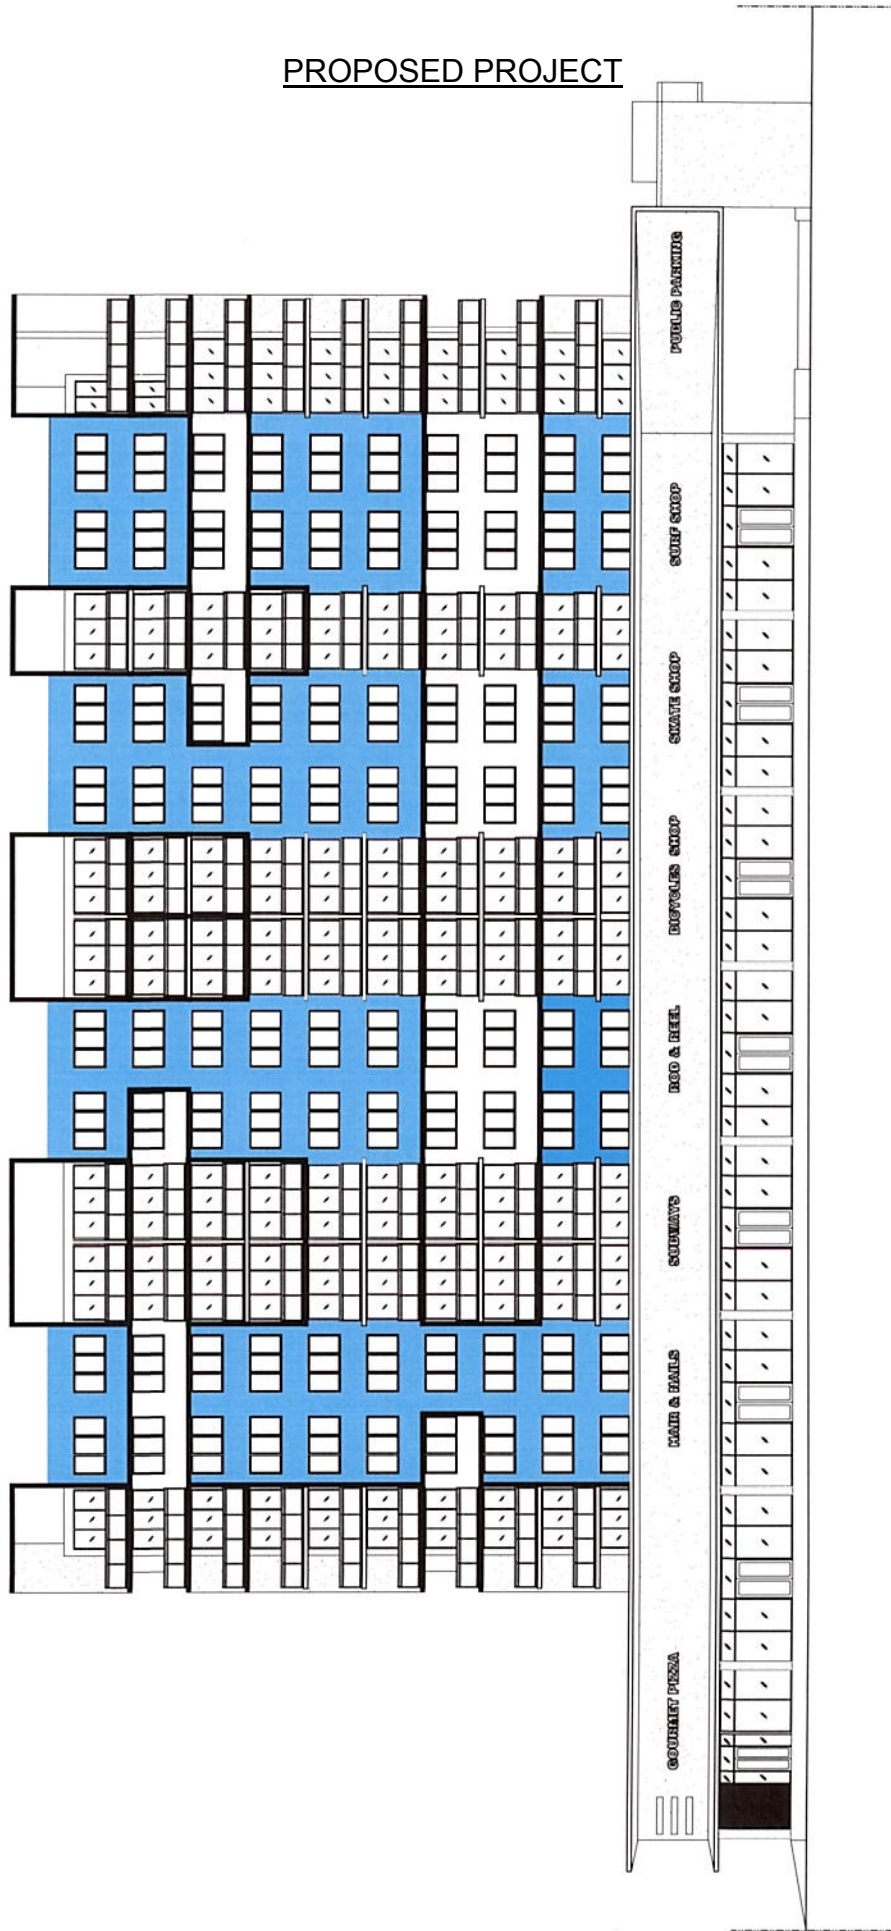 PROPOSED PROJECT
PUBLIC PARKING
SURF SHOP
SKATE SHOP
BICYCLES SHOP
ROD & REEL
SUBWAYS
HAIR & NAILS
GOURMET PIZZA